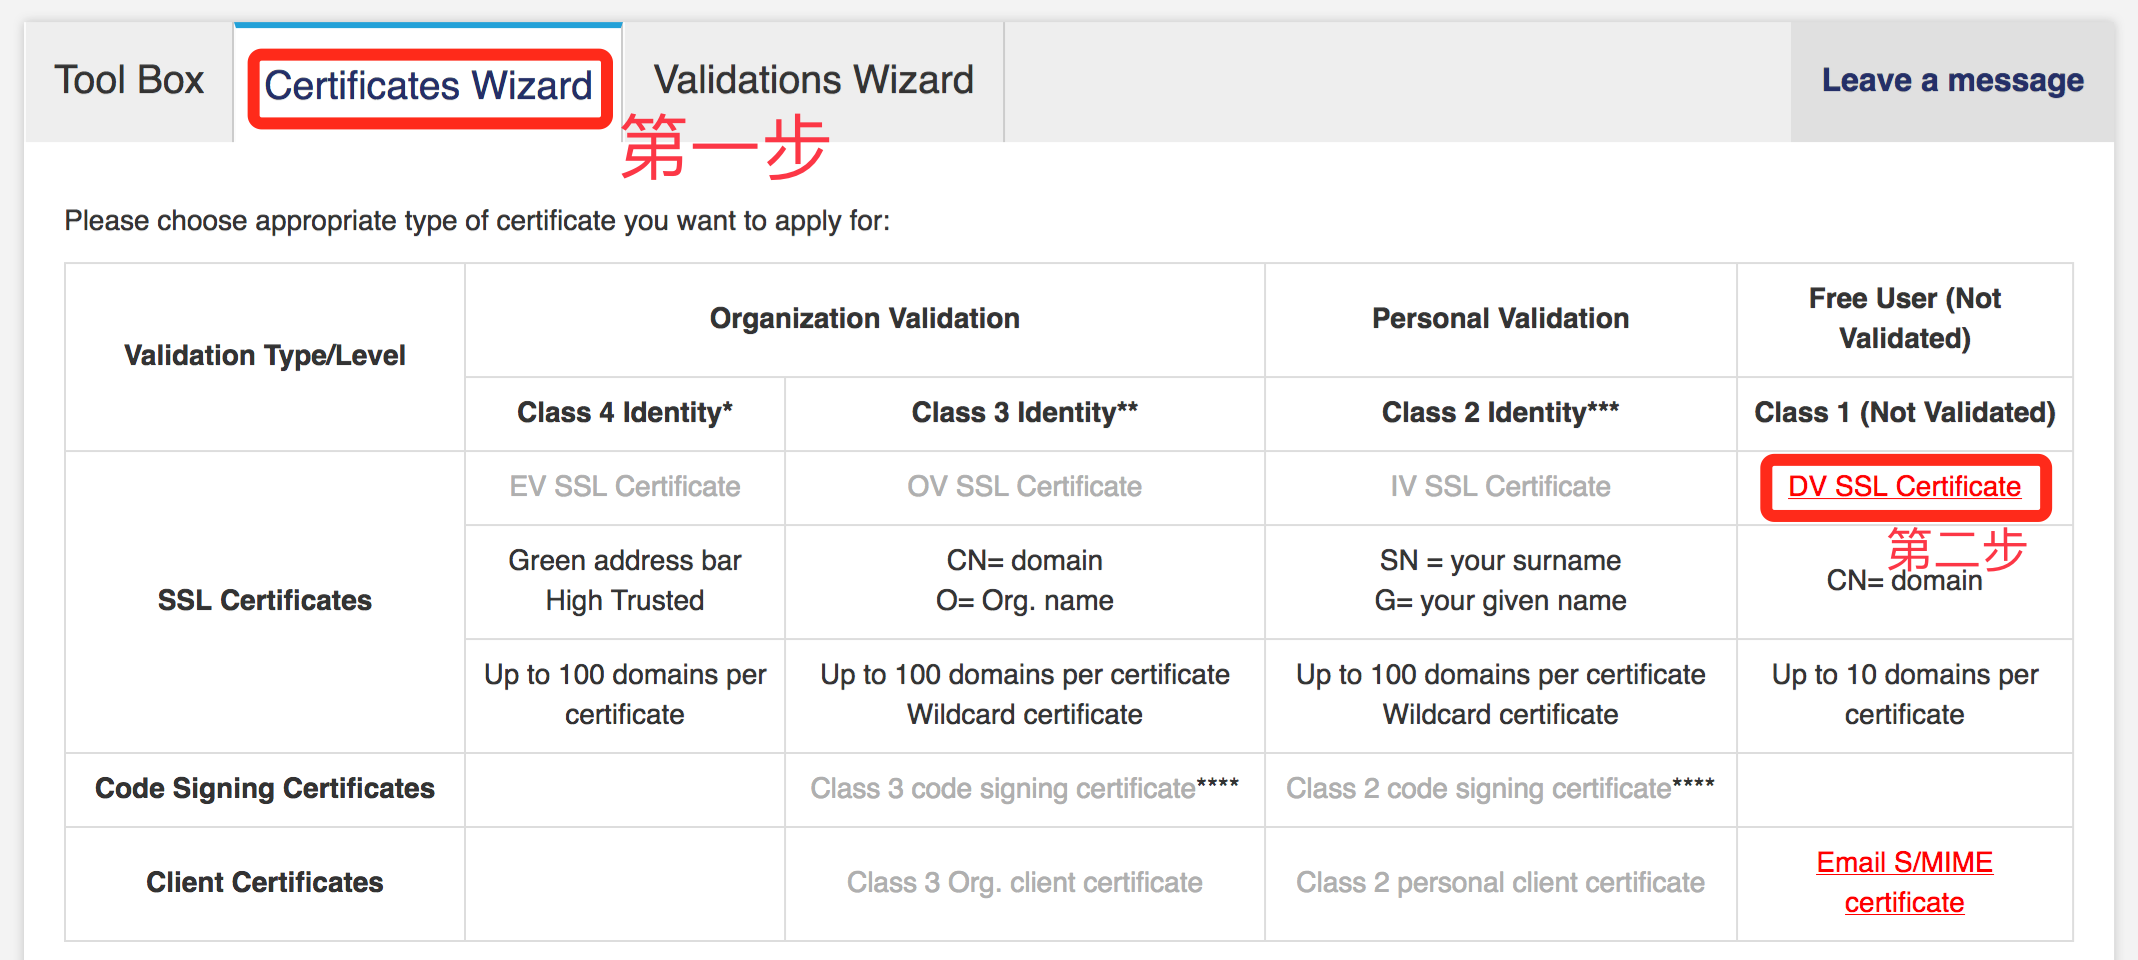 Tool Box
Certificates Wizard
Validations Wizard
Leave a message
第一步
Please choose appropriate type of certificate you want to apply for:
Validation Type/Level
Organization Validation
Personal Validation
Free User (Not
Validated)
Class 4 Identity*
Class 3 Identity**
Class 2 Identity***
Class 1 (Not Validated)
SSL Certificates
EV SSL Certificate
OV SSL Certificate
IV SSL Certificate
DV SSL Certificate
第二步
Green address bar
High Trusted
CN= domain
O= Org. name
SN = your surname
G= your given name
CN= domain
Up to 100 domains per
certificate
Up to 100 domains per certificate
Wildcard certificate
Up to 100 domains per certificate
Wildcard certificate
Up to 10 domains per
certificate
Code Signing Certificates
Class 3 code signing certificate****
Class 2 code signing certificate****
Client Certificates
Class 3 Org. client certificate
Class 2 personal client certificate
Email S/MIME
certificate